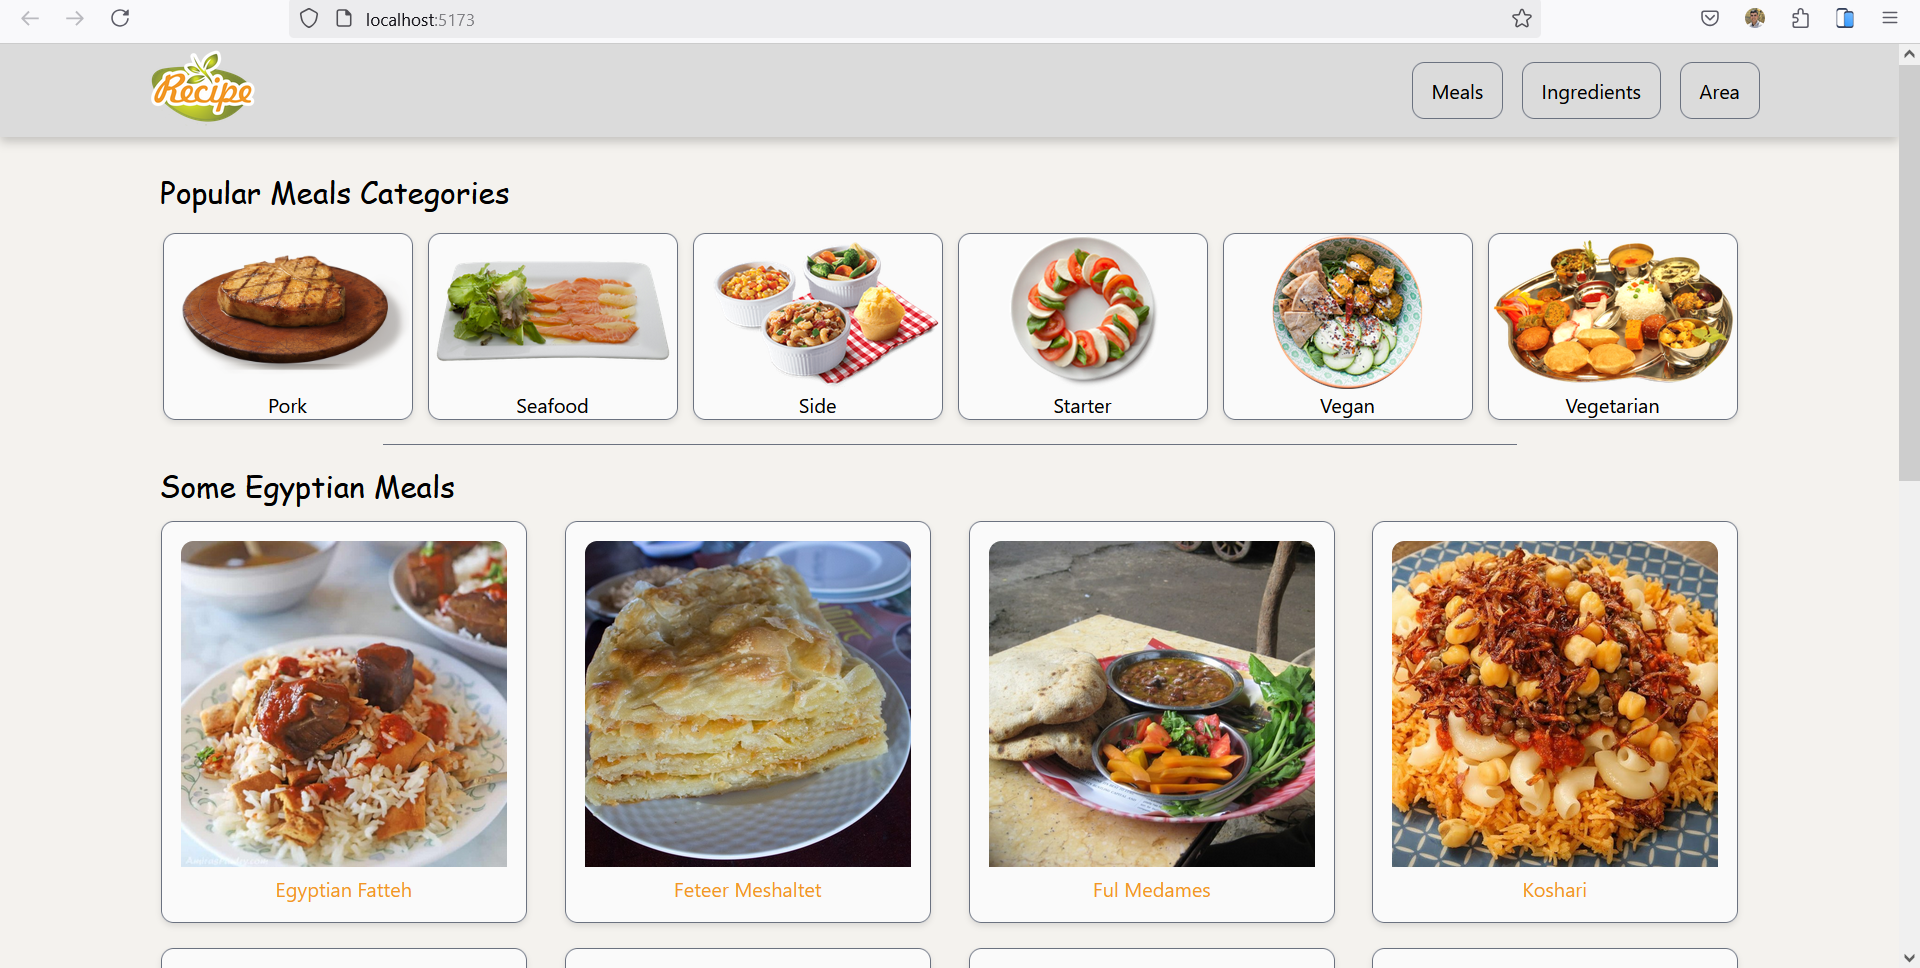 localhost:5173
Recipe
Meals
Ingredients
Area
Popular Meals Categories
Pork
Seafood
Side
Starter
Vegan
Vegetarian
Some Egyptian Meals
Egyptian Fatteh
Feteer Meshaltet
Ful Medames
Koshari